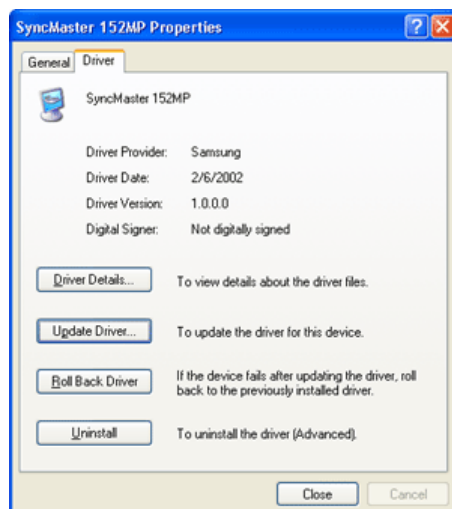 SyncMaster 152MP Properties
General Driver
SyncMaster 152MP
Driver Provider: Samsung
Driver Date: 2/6/2002
Driver Version: 1.0.0.0
Digital Signer: Not digitally signed
Driver Details... To view details about the driver files.
Update Driver... To update the driver for this device.
Roll Back Driver If the device fails after updating the driver, roll
back to the previously installed driver.
Uninstall To uninstall the driver (Advanced).
Close Cancel